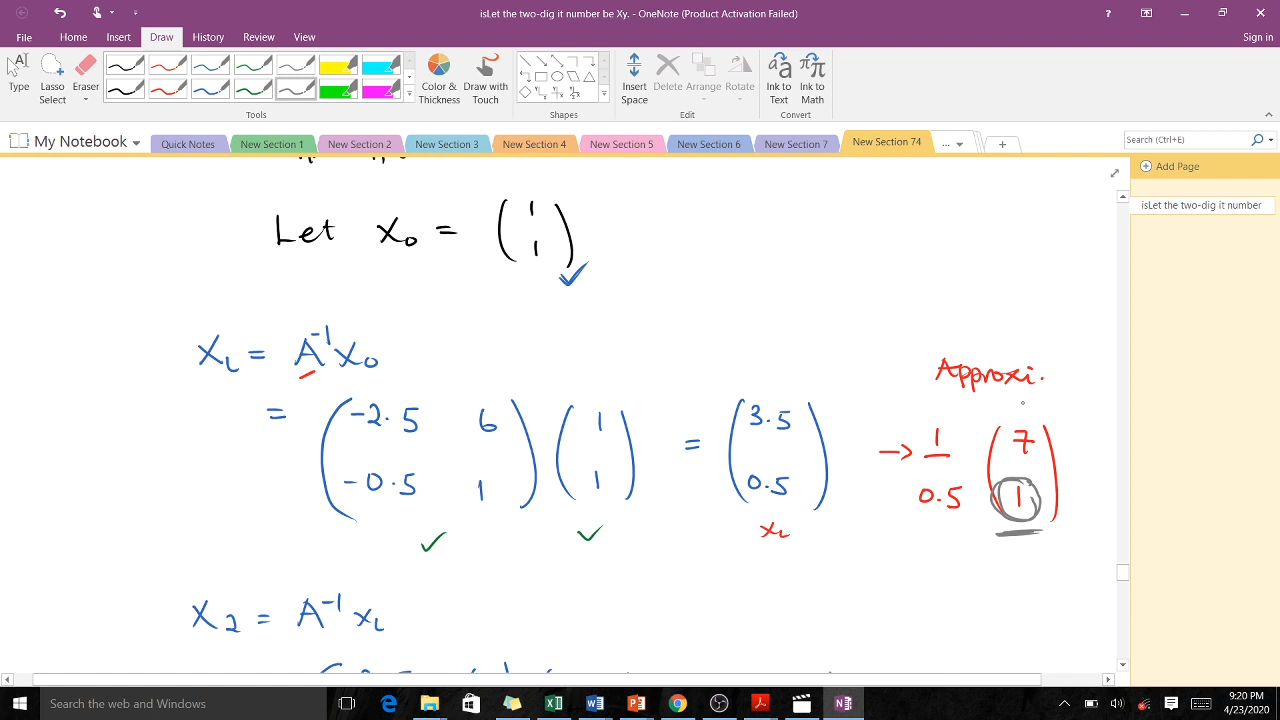 isLet the two-dig it number be Xy. - OneNote (Product Activation Failed)
File Home Insert Draw History Review View Sign in
Type Lasso Select Eraser Color & Thickness Draw with Touch Insert Space Delete Arrange Rotate Ink to Text Ink to Math
Tools Shapes Edit Convert
My Notebook Quick Notes New Section 1 New Section 2 New Section 3 New Section 4 New Section 5 New Section 6 New Section 7 New Section 74 ... Search (Ctrl+E)
Add Page
isLet the two-dig it number
Let X₀ = ( 1
1 )
X₁ = A⁻¹X₀
Approxi.
= ( -2.5 6 ) ( 1 ) = ( 3.5 ) → 1 ( 7 )
( -0.5 1 ) ( 1 ) ( 0.5 ) 0.5 ( 1 )
x₁
X₂ = A⁻¹ x₁
Search the web and Windows
9:20 PM
4/23/2020